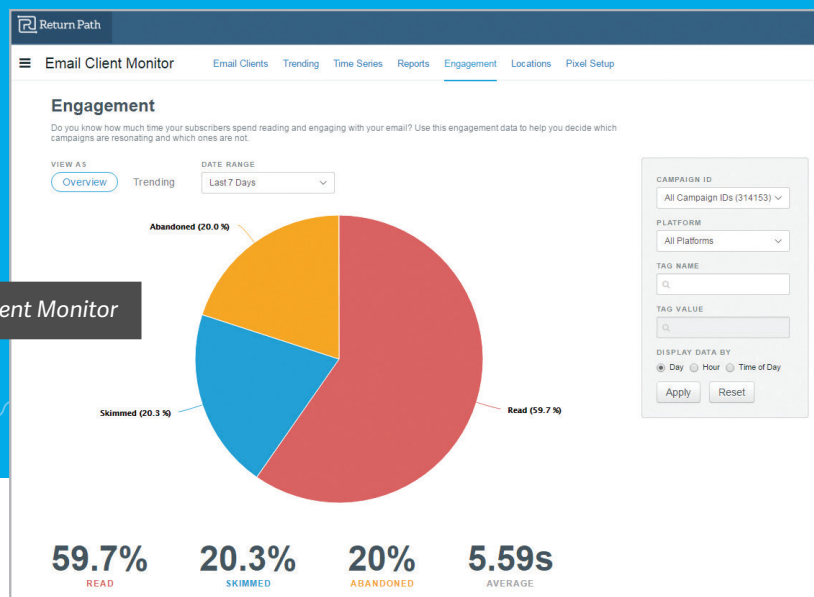 Return Path
Email Client Monitor
Email Clients Trending Time Series Reports Engagement Locations Pixel Setup
Engagement
Do you know how much time your subscribers spend reading and engaging with your email? Use this engagement data to help you decide which
campaigns are resonating and which ones are not.
VIEW AS
Overview Trending
DATE RANGE
Last 7 Days
Abandoned (20.0 %)
Skimmed (20.3 %)
Read (59.7 %)
ent Monitor
CAMPAIGN ID
All Campaign IDs (314153)
PLATFORM
All Platforms
TAG NAME
TAG VALUE
DISPLAY DATA BY
Day Hour Time of Day
Apply Reset
59.7% 20.3% 20% 5.59s
READ SKIMMED ABANDONED AVERAGE